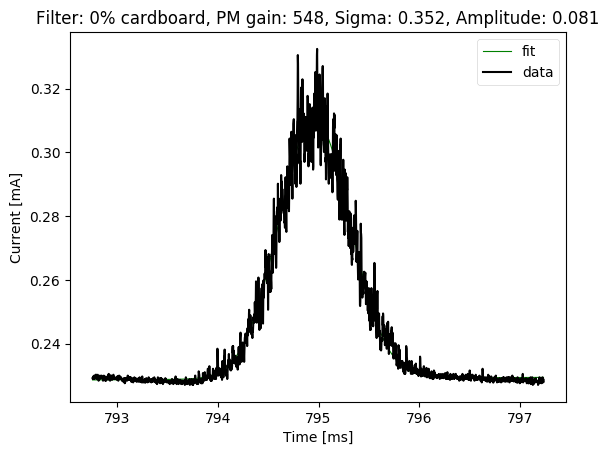 Filter: 0% cardboard, PM gain: 548, Sigma: 0.352, Amplitude: 0.081
fit
data
0.32
0.30
0.28
0.26
0.24
Current [mA]
793
794
795
796
797
Time [ms]